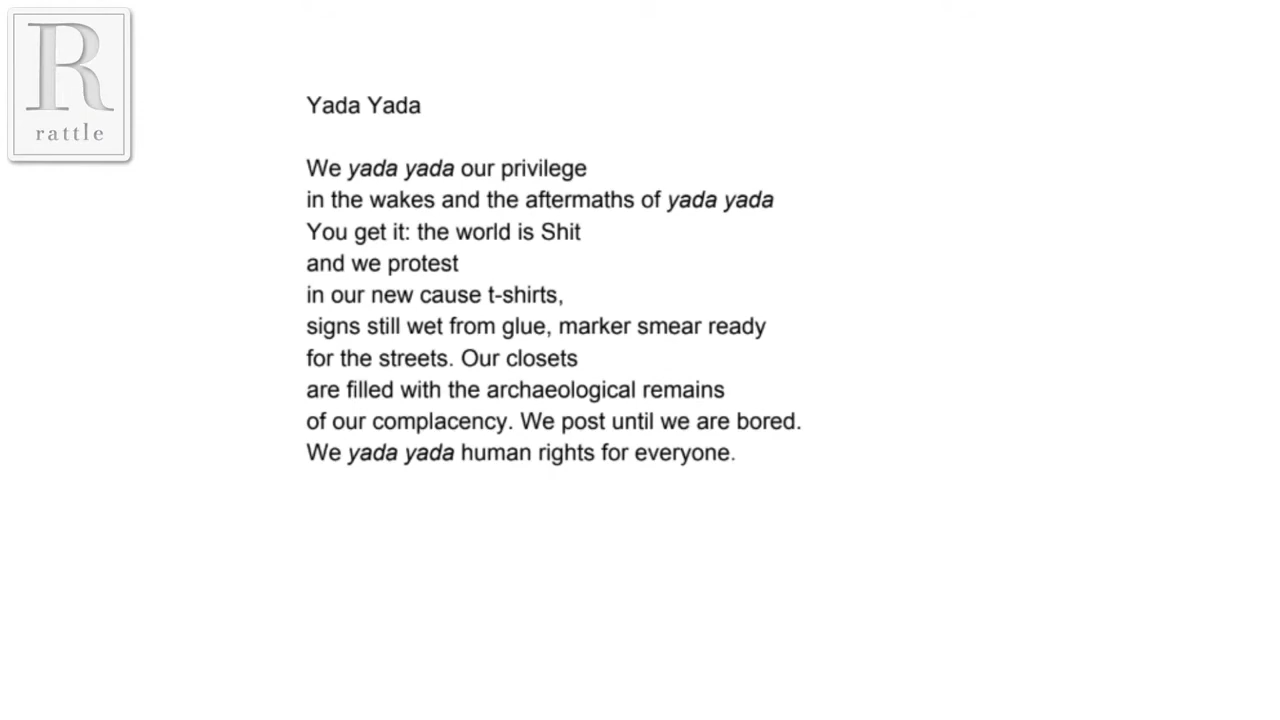 R
rattle
Yada Yada
We yada yada our privilege
in the wakes and the aftermaths of yada yada
You get it: the world is Shit
and we protest
in our new cause t-shirts,
signs still wet from glue, marker smear ready
for the streets. Our closets
are filled with the archaeological remains
of our complacency. We post until we are bored.
We yada yada human rights for everyone.